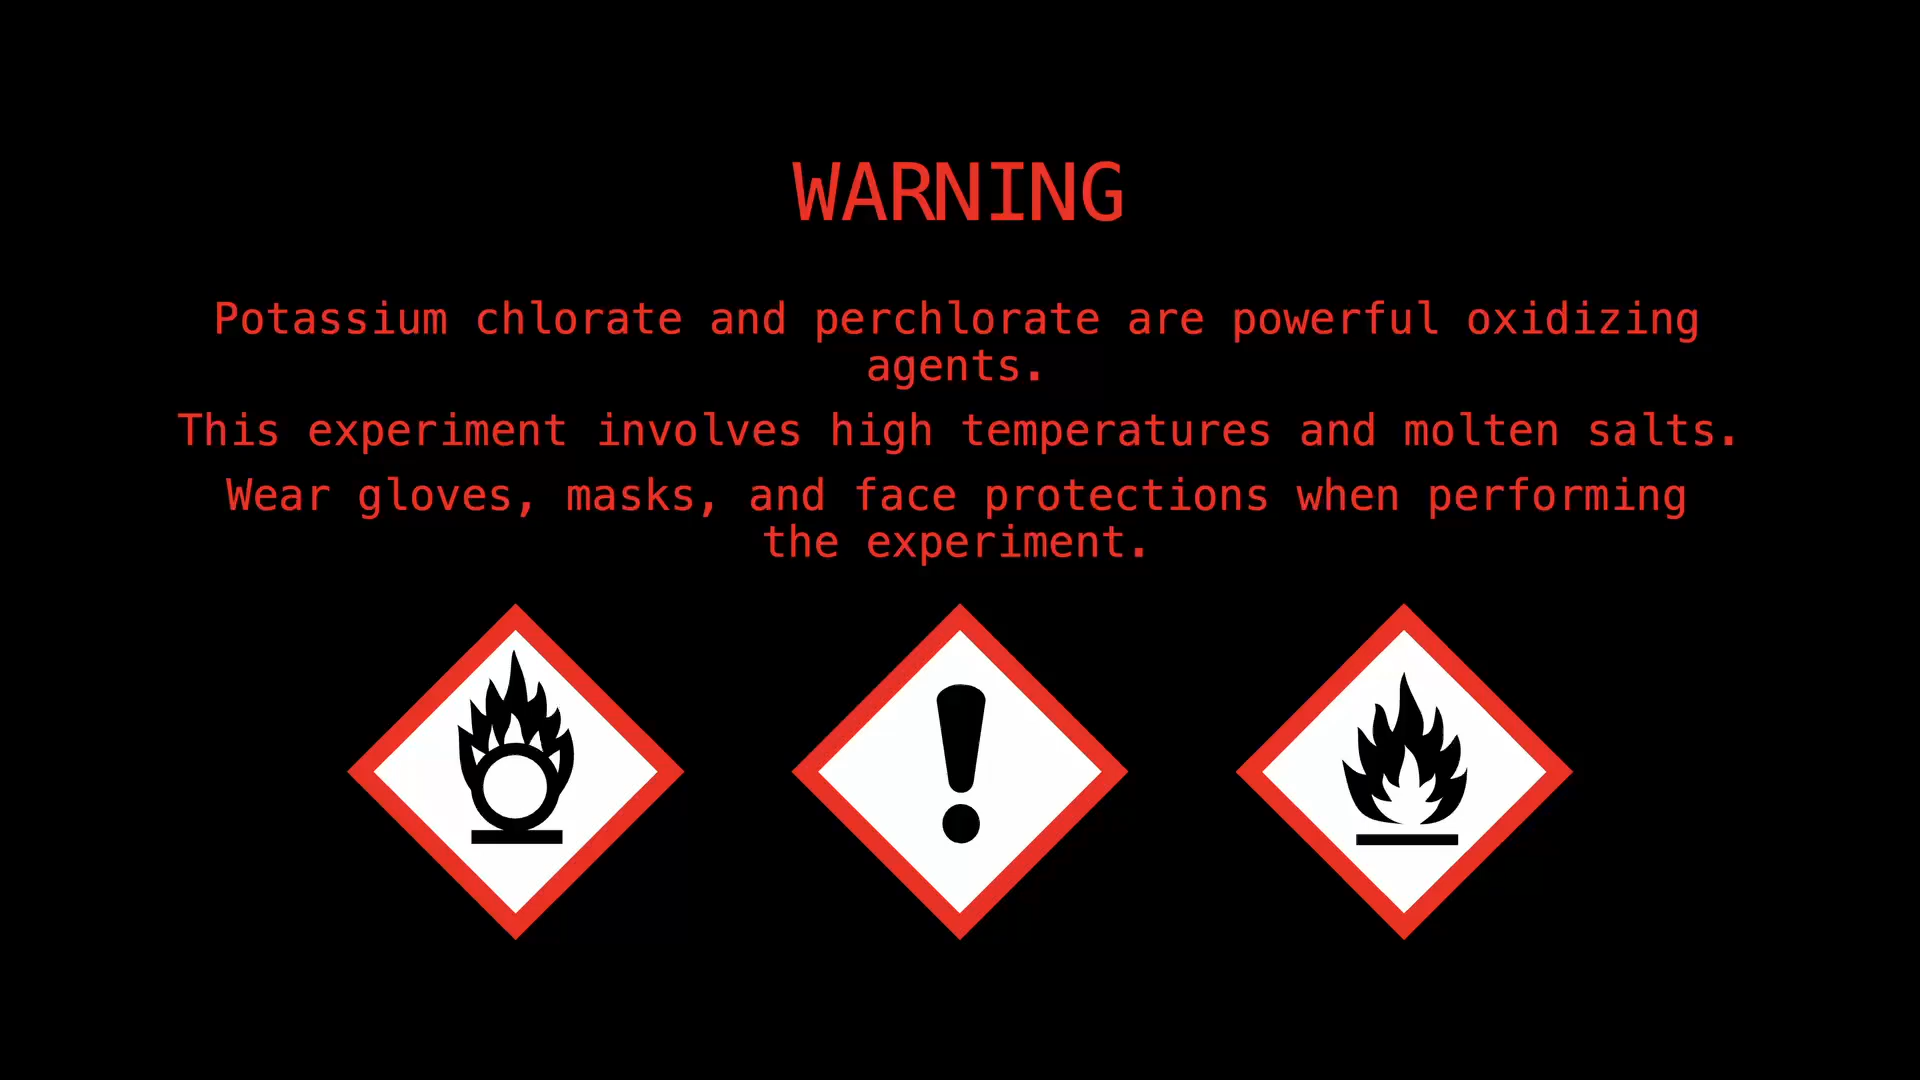 WARNING
Potassium chlorate and perchlorate are powerful oxidizing
agents.
This experiment involves high temperatures and molten salts.
Wear gloves, masks, and face protections when performing
the experiment.